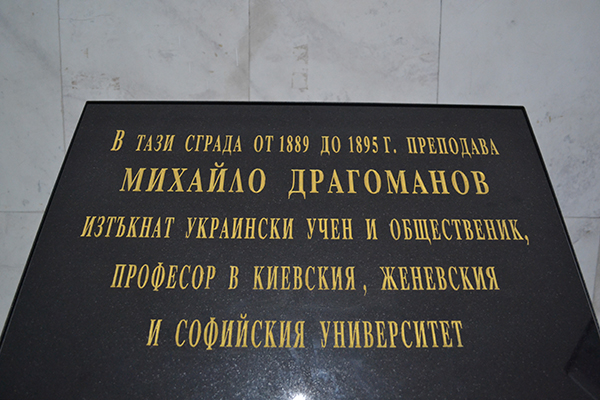 В ТАЗИ СГРАДА ОТ 1889 ДО 1895 Г. ПРЕПОДАВА
МИХАЙЛО ДРАГОМАНОВ
ИЗТЪКНАТ УКРАИНСКИ УЧЕН И ОБЩЕСТВЕНИК,
ПРОФЕСОР В КИЕВСКИЯ, ЖЕНЕВСКИЯ
И СОФИЙСКИЯ УНИВЕРСИТЕТ